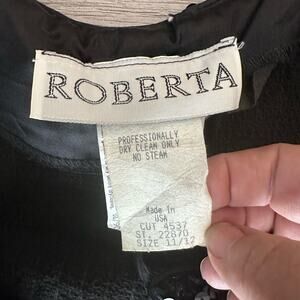 ROBERTA
PROFESSIONALLY
DRY CLEAN ONLY
NO STEAM
Made In
USA
CUT 4537
ST. 22870
SIZE 11/12